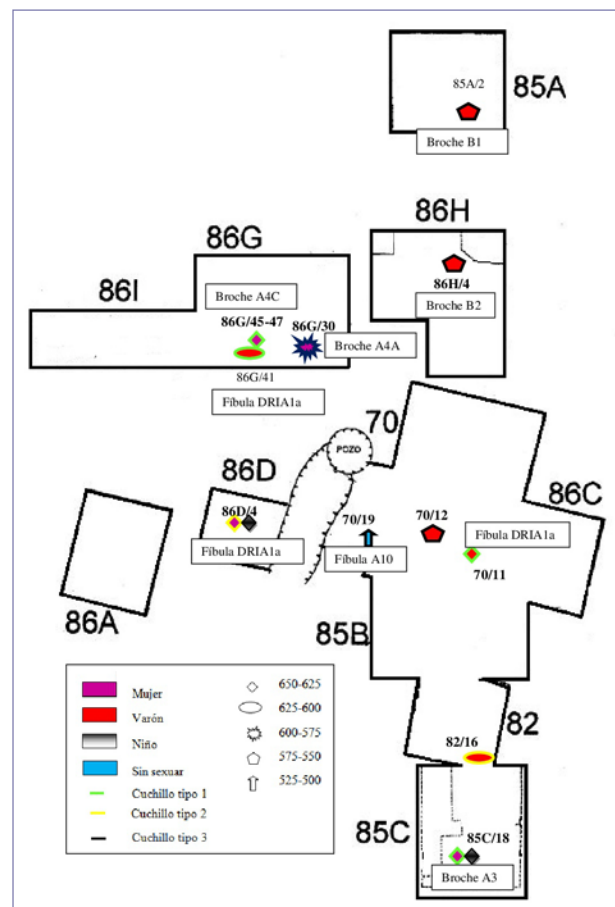 85A/2
85A
Broche B1
86H
86G
86I
Broche A4C
86H/4
86G/45-47
86G/30
Broche B2
Broche A4A
86G/41
Fíbula DRIA1a
70
POZO
86D
86C
86D/4
70/19
70/12
Fíbula DRIA1a
Fíbula DRIA1a
Fíbula A10
70/11
86A
85B
82
82/16
85C
85C/18
Broche A3
Mujer
Varón
Niño
Sin sexuar
Cuchillo tipo 1
Cuchillo tipo 2
Cuchillo tipo 3
650-625
625-600
600-575
575-550
525-500